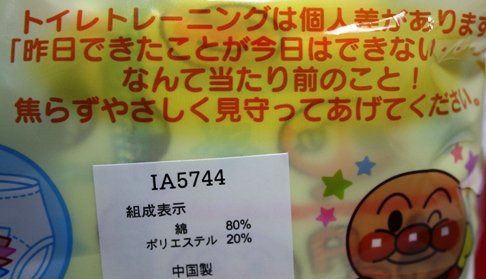 トイレトレーニングは個人差があります
「昨日できたことが今日はできない・
なんて当たり前のこと！
焦らずやさしく見守ってあげてください。
IA5744
組成表示
綿 80%
ポリエステル 20%
中国製